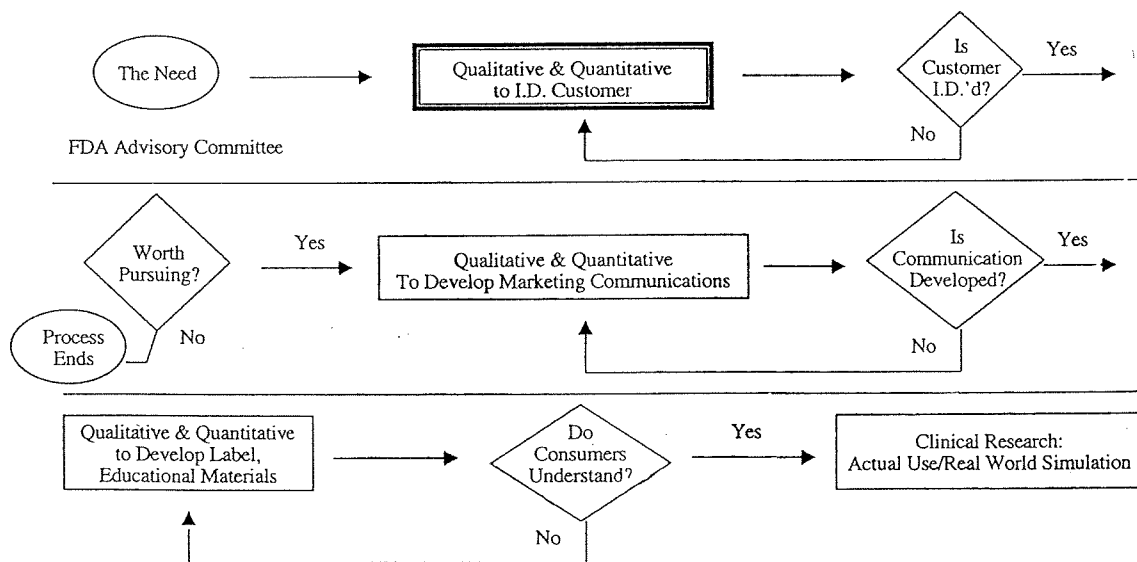 The Need
Qualitative & Quantitative
to I.D. Customer
Is
Customer
I.D.'d?
Yes
No
FDA Advisory Committee
Worth
Pursuing?
Yes
No
Process
Ends
Qualitative & Quantitative
To Develop Marketing Communications
Is
Communication
Developed?
Yes
No
Qualitative & Quantitative
to Develop Label,
Educational Materials
Do
Consumers
Understand?
Yes
No
Clinical Research:
Actual Use/Real World Simulation